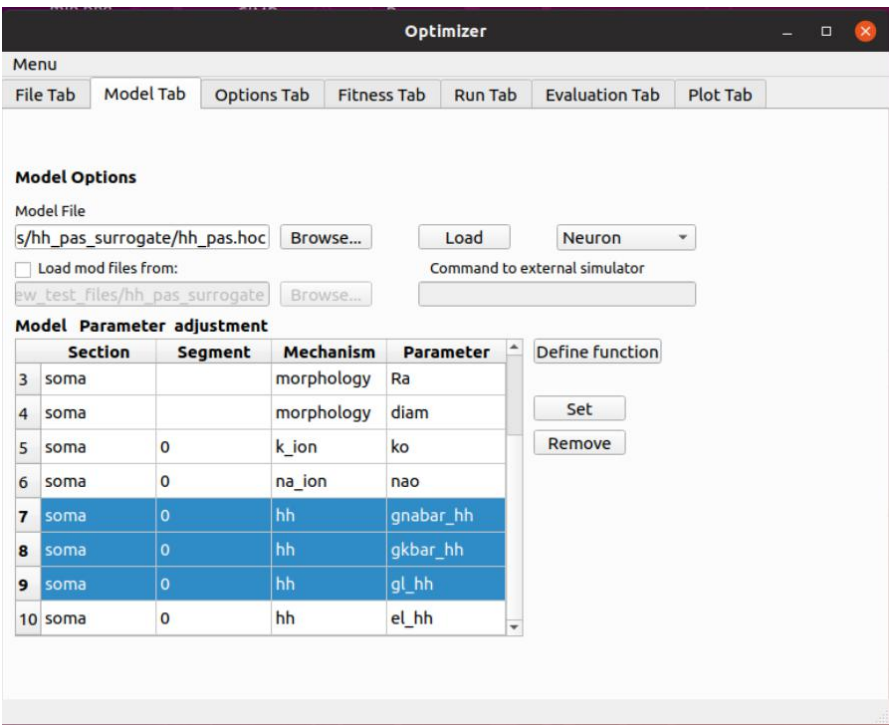 Optimizer
Menu
File Tab Model Tab Options Tab Fitness Tab Run Tab Evaluation Tab Plot Tab
Model Options
Model File
s/hh_pas_surrogate/hh_pas.hoc Browse... Load Neuron
Load mod files from: Command to external simulator
ew_test_files/hh_pas_surrogate Browse...
Model Parameter adjustment
Section Segment Mechanism Parameter Define function
3 soma morphology Ra
4 soma morphology diam Set
5 soma 0 k_ion ko Remove
6 soma 0 na_ion nao
7 soma 0 hh gnabar_hh
8 soma 0 hh gkbar_hh
9 soma 0 hh gl_hh
10 soma 0 hh el_hh